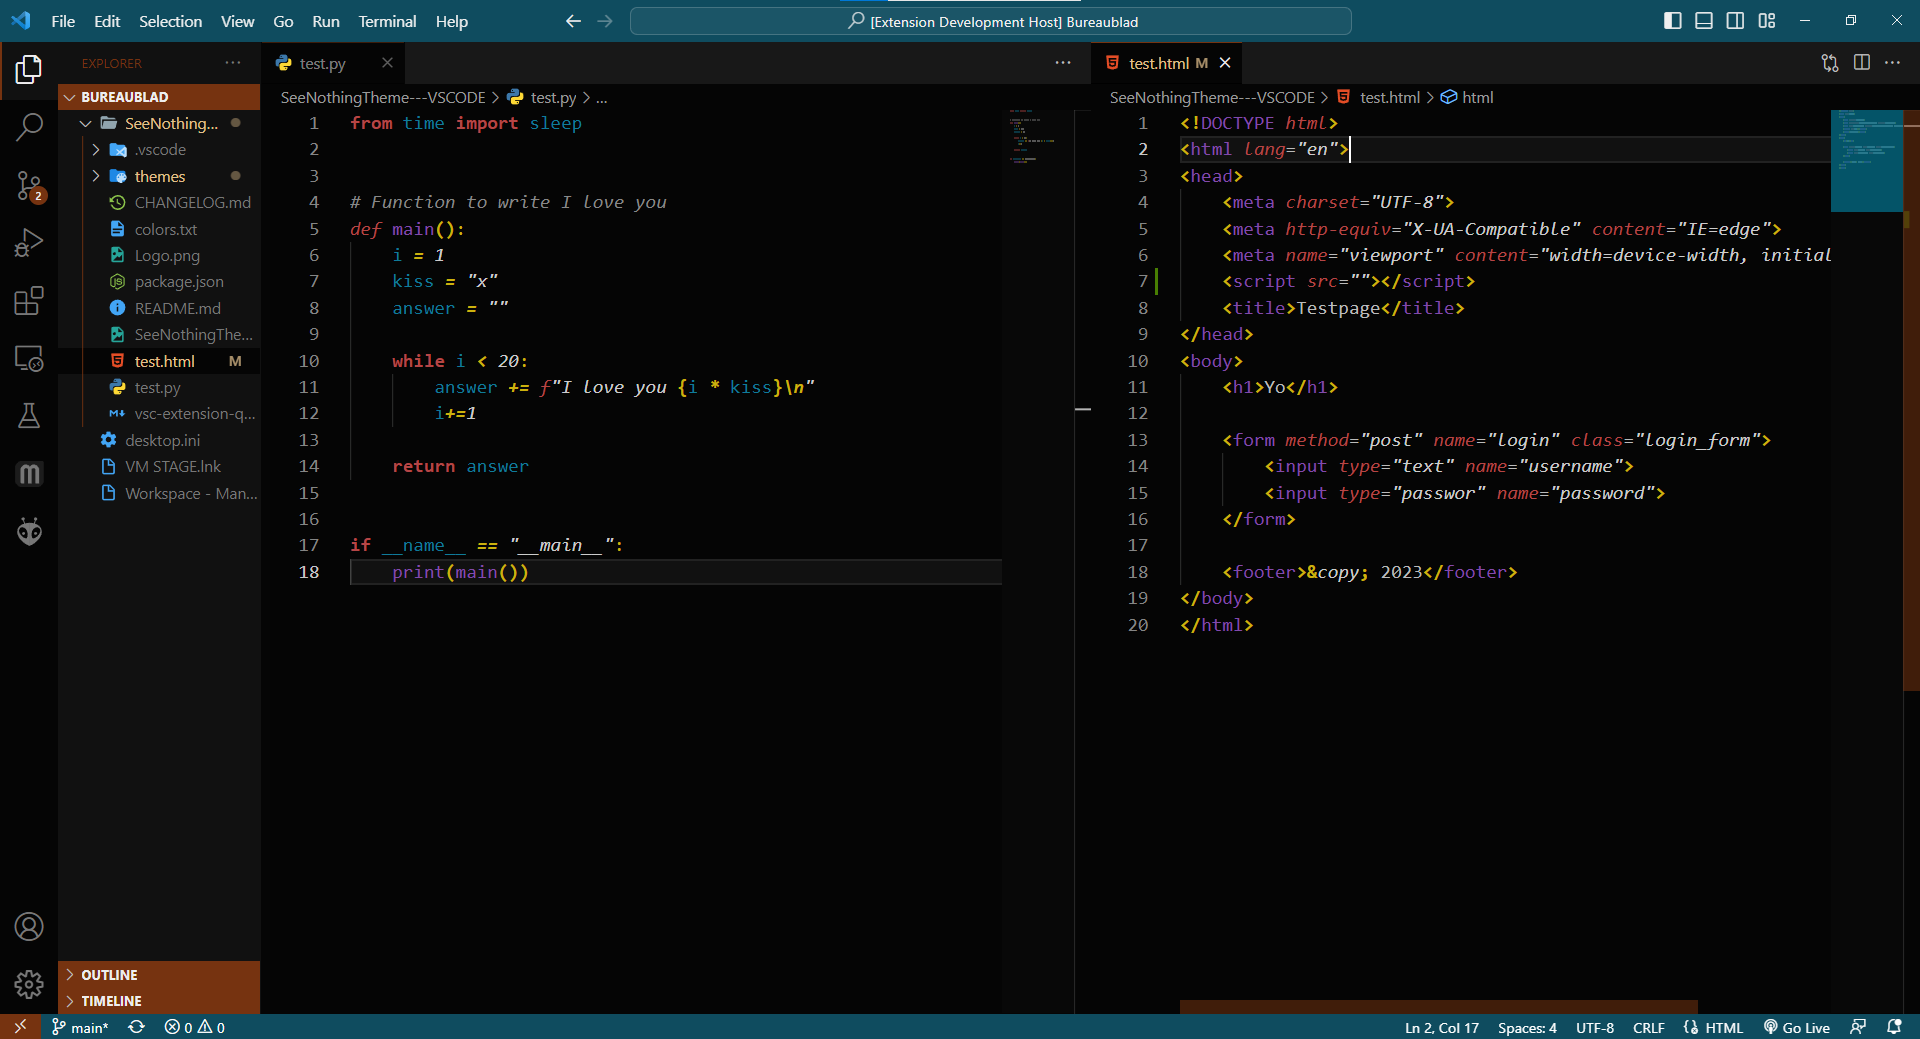 File Edit Selection View Go Run Terminal Help
[Extension Development Host] Bureaublad
EXPLORER
BUREAUBLAD
SeeNothing...
.vscode
themes
CHANGELOG.md
colors.txt
Logo.png
package.json
README.md
SeeNothingThe...
test.html M
test.py
vsc-extension-q...
desktop.ini
VM STAGE.lnk
Workspace - Man...
OUTLINE
TIMELINE
2
test.py
SeeNothingTheme---VSCODE > test.py > ...
1 from time import sleep
2
3
4 # Function to write I love you
5 def main():
6 i = 1
7 kiss = "x"
8 answer = ""
9
10 while i < 20:
11 answer += f"I love you {i * kiss}\n"
12 i+=1
13
14 return answer
15
16
17 if __name__ == "__main__":
18 print(main())
test.html M
SeeNothingTheme---VSCODE > test.html > html
1 <!DOCTYPE html>
2 <html lang="en">
3 <head>
4 <meta charset="UTF-8">
5 <meta http-equiv="X-UA-Compatible" content="IE=edge">
6 <meta name="viewport" content="width=device-width, initial
7 <script src=""></script>
8 <title>Testpage</title>
9 </head>
10 <body>
11 <h1>Yo</h1>
12
13 <form method="post" name="login" class="login_form">
14 <input type="text" name="username">
15 <input type="passwor" name="password">
16 </form>
17
18 <footer>&copy; 2023</footer>
19 </body>
20 </html>
main* 0 0
Ln 2, Col 17 Spaces: 4 UTF-8 CRLF HTML Go Live